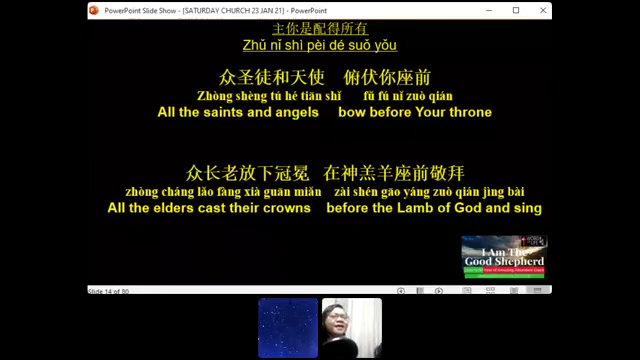 PowerPoint Slide Show - [SATURDAY CHURCH 23 JAN 21] - PowerPoint
主你是配得所有
Zhǔ nǐ shì pèi dé suǒ yǒu
众圣徒和天使 俯伏你座前
Zhòng shèng tú hé tiān shǐ fǔ fú nǐ zuò qián
All the saints and angels bow before Your throne
众长老放下冠冕 在神羔羊座前敬拜
zhòng cháng lǎo fàng xià guān miǎn zài shén gāo yáng zuò qián jìng bài
All the elders cast their crowns before the Lamb of God and sing
I Am The
Good Shepherd
Year of Amazing Abundant Grace
Slide 14 of 80